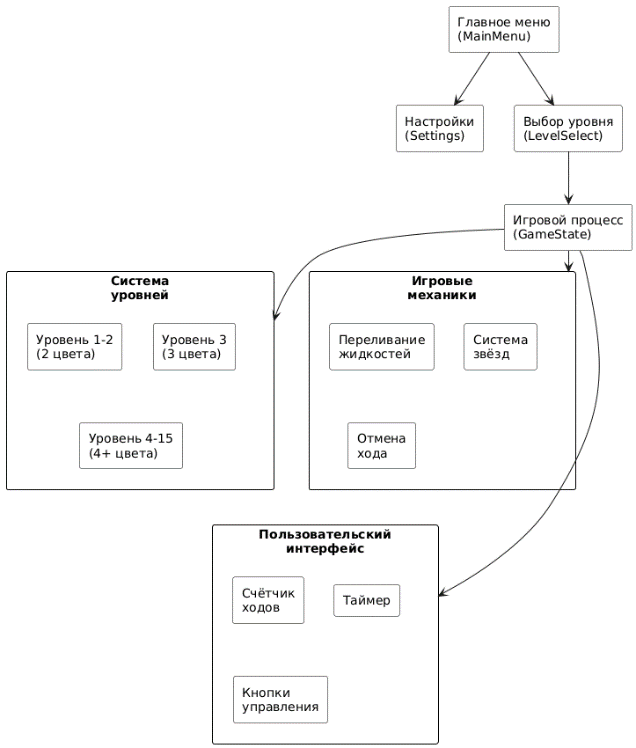 Главное меню
(MainMenu)
Настройки
(Settings)
Выбор уровня
(LevelSelect)
Игровой процесс
(GameState)
Система
уровней
Уровень 1-2
(2 цвета)
Уровень 3
(3 цвета)
Уровень 4-15
(4+ цвета)
Игровые
механики
Переливание
жидкостей
Система
звёзд
Отмена
хода
Пользовательский
интерфейс
Счётчик
ходов
Таймер
Кнопки
управления